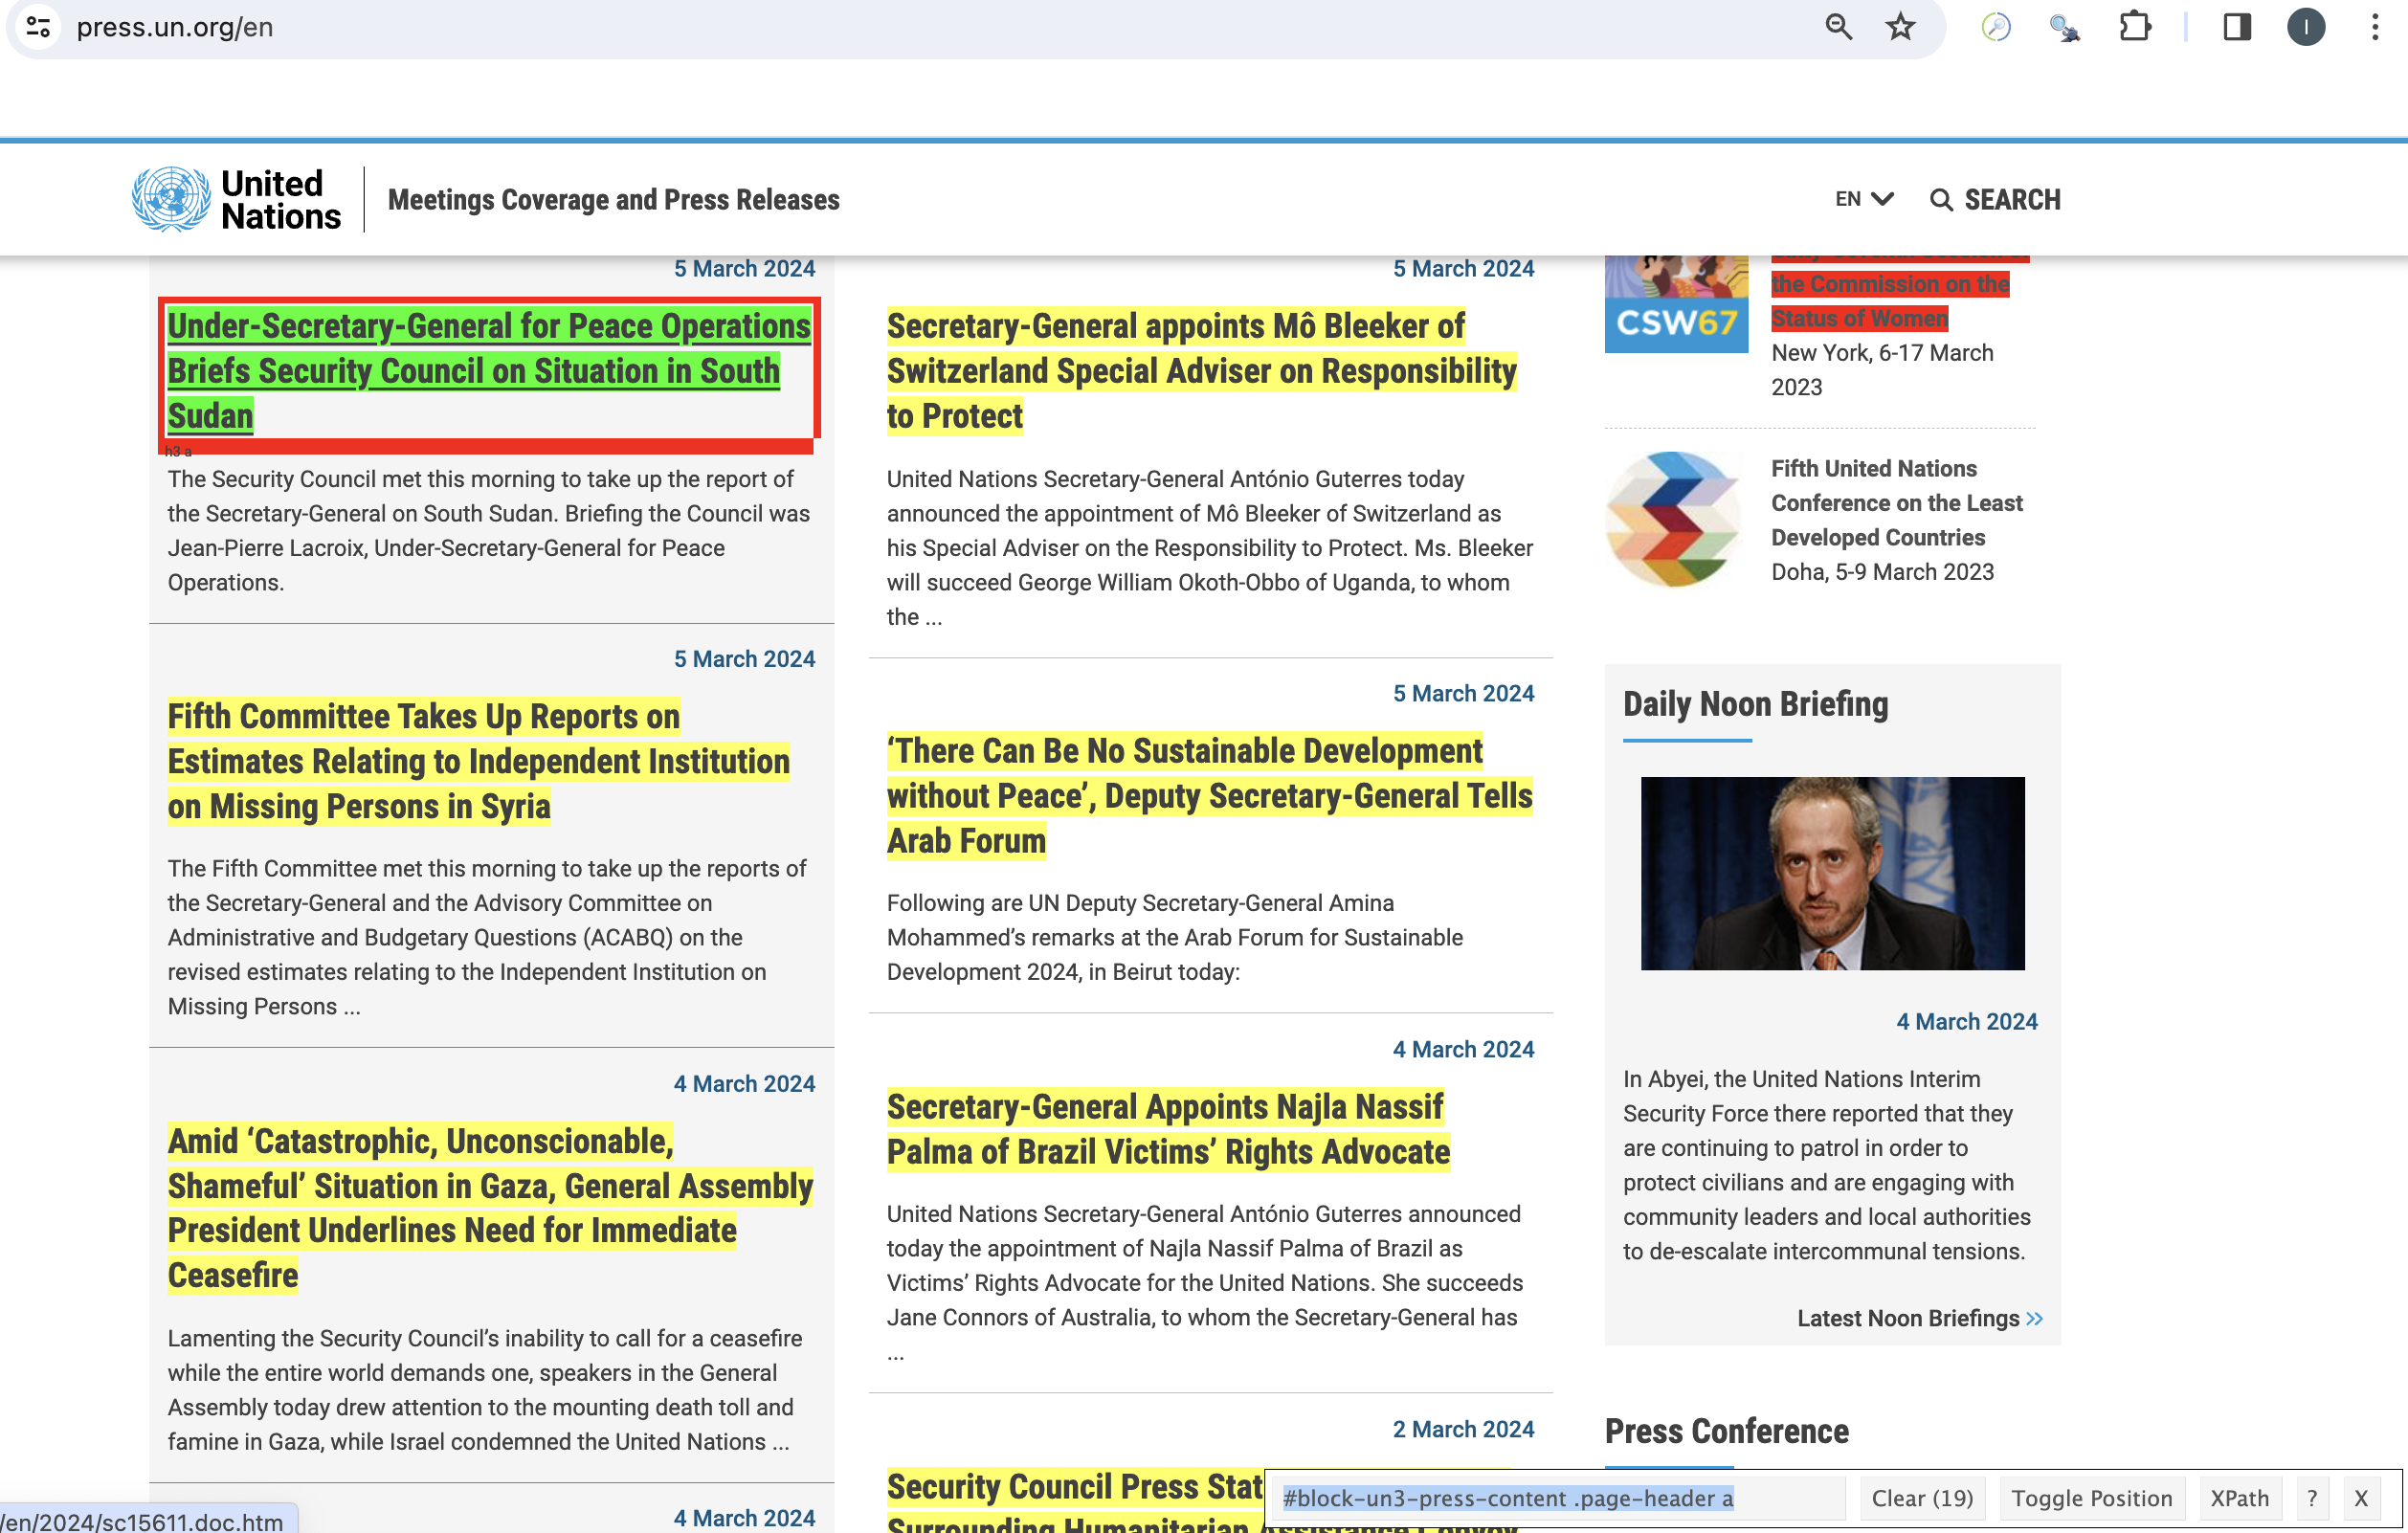 press.un.org/en
United
Nations
Meetings Coverage and Press Releases
EN
SEARCH
5 March 2024
Under-Secretary-General for Peace Operations
Briefs Security Council on Situation in South
Sudan
h3 a
The Security Council met this morning to take up the report of
the Secretary-General on South Sudan. Briefing the Council was
Jean-Pierre Lacroix, Under-Secretary-General for Peace
Operations.
5 March 2024
Fifth Committee Takes Up Reports on
Estimates Relating to Independent Institution
on Missing Persons in Syria
The Fifth Committee met this morning to take up the reports of
the Secretary-General and the Advisory Committee on
Administrative and Budgetary Questions (ACABQ) on the
revised estimates relating to the Independent Institution on
Missing Persons ...
4 March 2024
Amid ‘Catastrophic, Unconscionable,
Shameful’ Situation in Gaza, General Assembly
President Underlines Need for Immediate
Ceasefire
Lamenting the Security Council’s inability to call for a ceasefire
while the entire world demands one, speakers in the General
Assembly today drew attention to the mounting death toll and
famine in Gaza, while Israel condemned the United Nations ...
4 March 2024
/en/2024/sc15611.doc.htm
5 March 2024
Secretary-General appoints Mô Bleeker of
Switzerland Special Adviser on Responsibility
to Protect
United Nations Secretary-General António Guterres today
announced the appointment of Mô Bleeker of Switzerland as
his Special Adviser on the Responsibility to Protect. Ms. Bleeker
will succeed George William Okoth-Obbo of Uganda, to whom
the ...
5 March 2024
‘There Can Be No Sustainable Development
without Peace’, Deputy Secretary-General Tells
Arab Forum
Following are UN Deputy Secretary-General Amina
Mohammed’s remarks at the Arab Forum for Sustainable
Development 2024, in Beirut today:
4 March 2024
Secretary-General Appoints Najla Nassif
Palma of Brazil Victims’ Rights Advocate
United Nations Secretary-General António Guterres announced
today the appointment of Najla Nassif Palma of Brazil as
Victims’ Rights Advocate for the United Nations. She succeeds
Jane Connors of Australia, to whom the Secretary-General has
...
2 March 2024
Security Council Press Stat
Surrounding Humanitarian Assistance Convoy
CSW67
the Commission on the
Status of Women
New York, 6-17 March
2023
Fifth United Nations
Conference on the Least
Developed Countries
Doha, 5-9 March 2023
Daily Noon Briefing
4 March 2024
In Abyei, the United Nations Interim
Security Force there reported that they
are continuing to patrol in order to
protect civilians and are engaging with
community leaders and local authorities
to de-escalate intercommunal tensions.
Latest Noon Briefings
Press Conference
#block-un3-press-content .page-header a
Clear (19)
Toggle Position
XPath
?
X